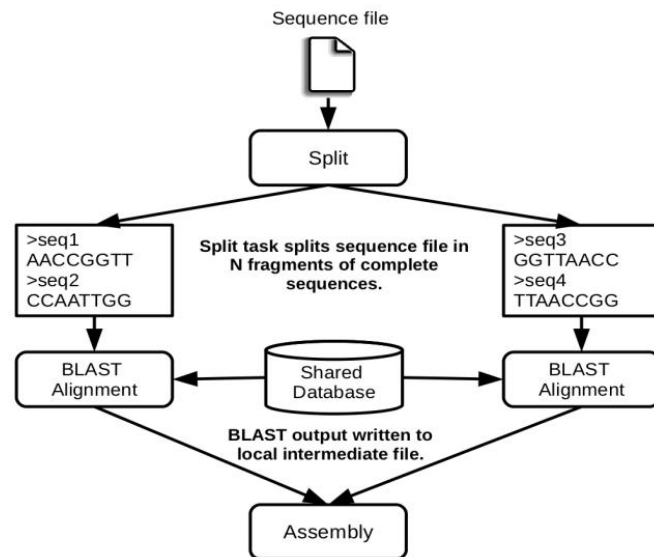 Sequence file
Split
>seq1
AACCGGTT
>seq2
CCAATTGG
Split task splits sequence file in
N fragments of complete
sequences.
>seq3
GGTTAACC
>seq4
TTAACCGG
BLAST
Alignment
Shared
Database
BLAST
Alignment
BLAST output written to
local intermediate file.
Assembly